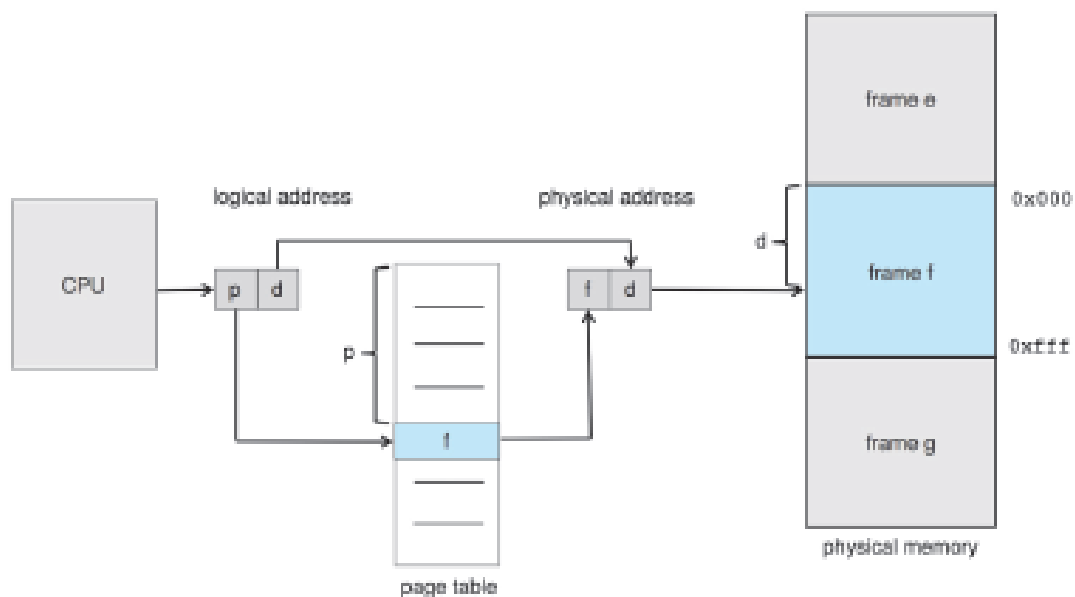 frame e
logical address
physical address
0x000
d
CPU
p d
f d
frame f
p
0xfff
f
frame g
physical memory
page table